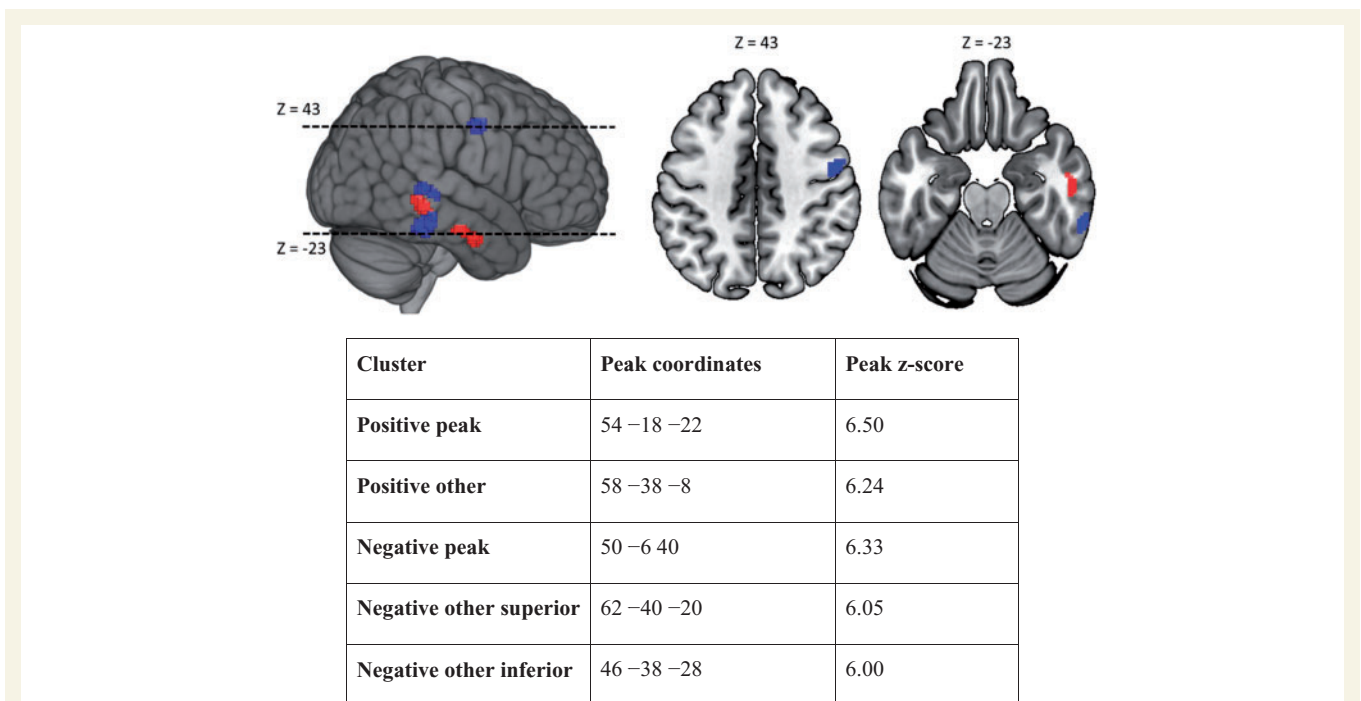 Z = 43
Z = -23
Z = 43
Z = -23
Cluster Peak coordinates Peak z-score
Positive peak 54 −18 −22 6.50
Positive other 58 −38 −8 6.24
Negative peak 50 −6 40 6.33
Negative other superior 62 −40 −20 6.05
Negative other inferior 46 −38 −28 6.00